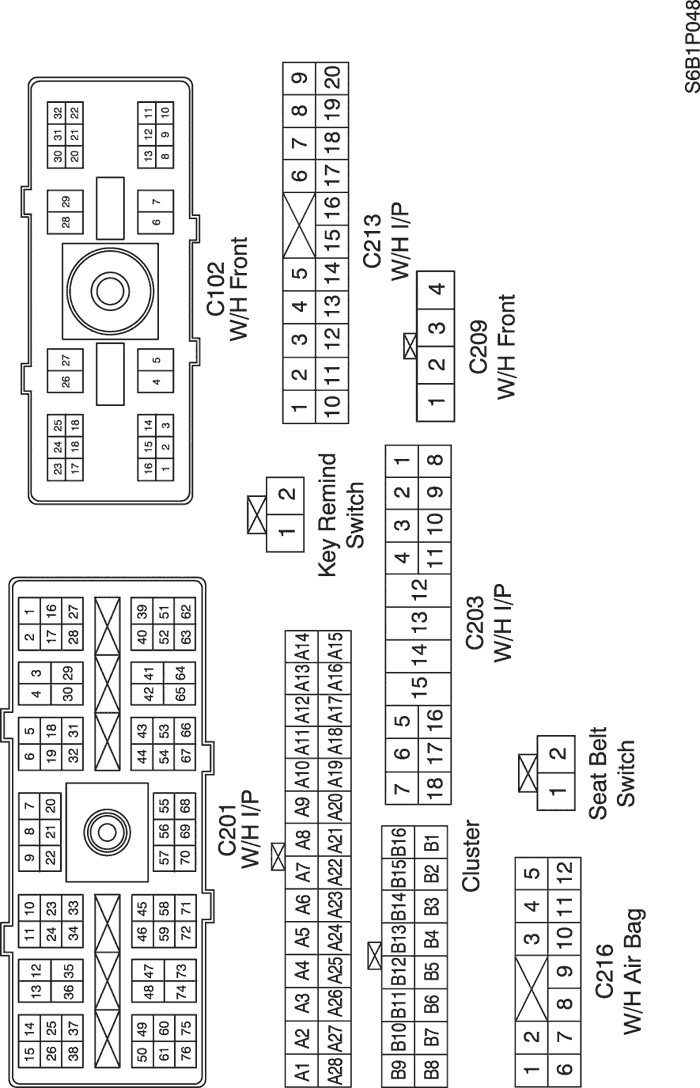 15 14 13 12 11 10 9 8 7 6 5 4 3 2 1
26 25 24 23 22 21 20 19 18 17 16
38 37 36 35 34 33 32 31 30 29 28 27
50 49 48 47 46 45 57 56 55 44 43 42 41 40 39
61 60 59 58 70 69 68 54 53 52 51
76 75 74 73 72 71 67 66 65 64 63 62
C201
W/H I/P
23 24 25 26 27 28 29 30 31 32
17 18 18 20 21 22
16 15 14 4 5 6 7 13 12 11
1 2 3 8 9 10
C102
W/H Front
A1 A2 A3 A4 A5 A6 A7 A8 A9 A10 A11 A12 A13 A14
A28 A27 A26 A25 A24 A23 A22 A21 A20 A19 A18 A17 A16 A15
B9 B10 B11 B12 B13 B14 B15 B16
B8 B7 B6 B5 B4 B3 B2 B1
Cluster
1 2
Key Remind
Switch
1 2 3 4 5 6 7 8 9
10 11 12 13 14 15 16 17 18 19 20
C213
W/H I/P
7 6 5 15 14 13 12 4 3 2 1
18 17 16 11 10 9 8
C203
W/H I/P
1 2 3 4
C209
W/H Front
1 2 3 4 5
6 7 8 9 10 11 12
C216
W/H Air Bag
1 2
Seat Belt
Switch
S6B1P048